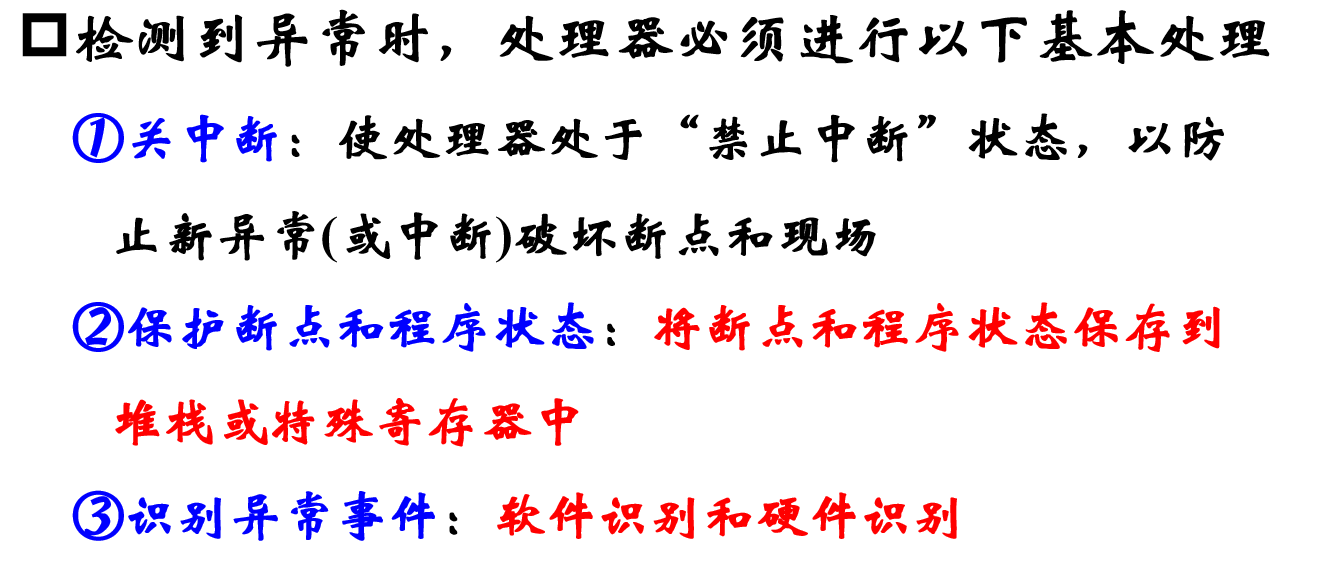 □检测到异常时，处理器必须进行以下基本处理
①关中断：使处理器处于“禁止中断”状态，以防
止新异常(或中断)破坏断点和现场
②保护断点和程序状态：将断点和程序状态保存到
堆栈或特殊寄存器中
③识别异常事件：软件识别和硬件识别